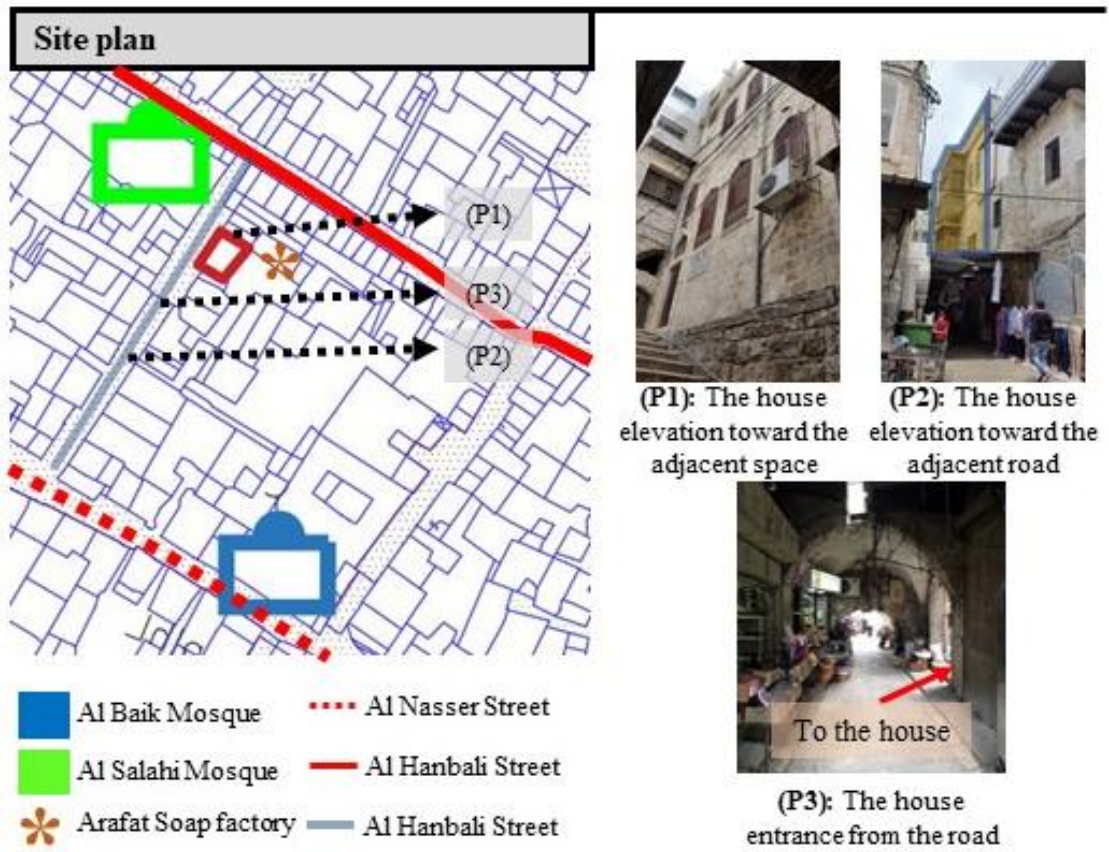 Site plan
(P1)
(P3)
(P2)
(P1): The house
elevation toward the
adjacent space
(P2): The house
elevation toward the
adjacent road
To the house
(P3): The house
entrance from the road
Al Baik Mosque
Al Nasser Street
Al Salahi Mosque
Al Hanbali Street
Arafat Soap factory
Al Hanbali Street